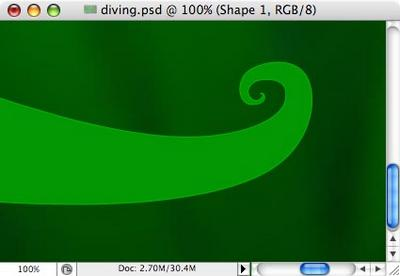 diving.psd @ 100% (Shape 1, RGB/8)
100%
Doc: 2.70M/30.4M